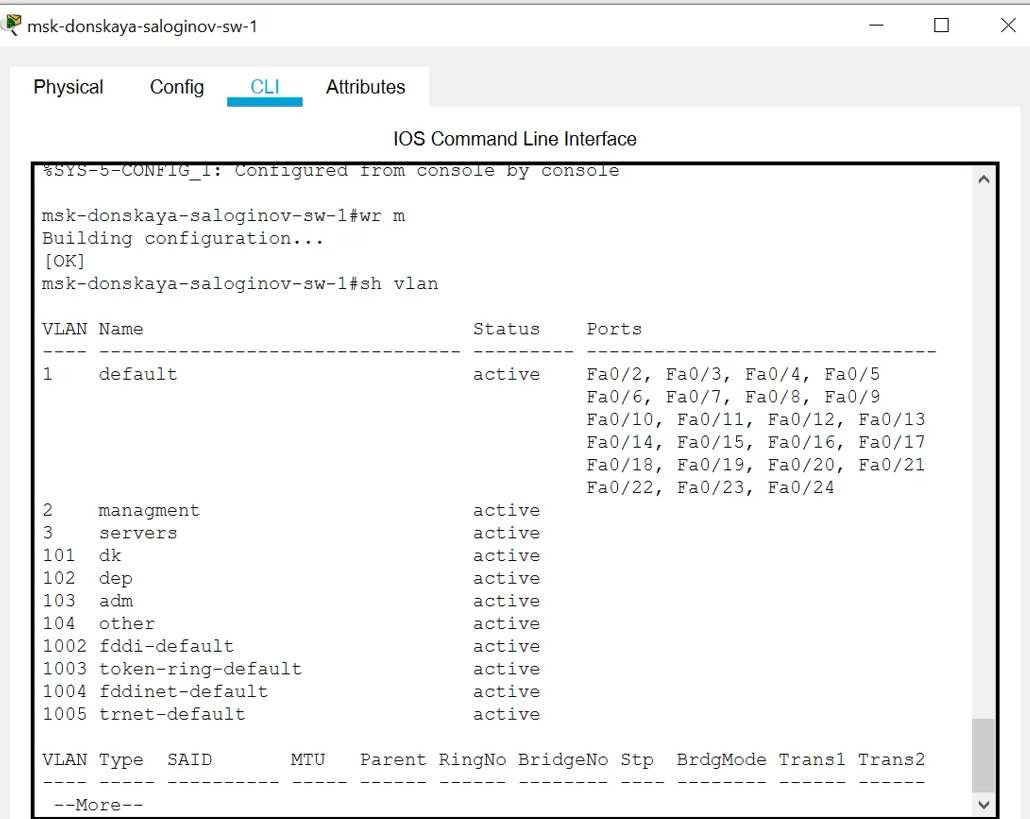 msk-donskaya-saloginov-sw-1
Physical Config CLI Attributes
IOS Command Line Interface
%SYS-5-CONFIG_I: Configured from console by console
msk-donskaya-saloginov-sw-1#wr m
Building configuration...
[OK]
msk-donskaya-saloginov-sw-1#sh vlan
VLAN Name                             Status    Ports
---- -------------------------------- --------- -------------------------------
1    default                          active    Fa0/2, Fa0/3, Fa0/4, Fa0/5
                                                Fa0/6, Fa0/7, Fa0/8, Fa0/9
                                                Fa0/10, Fa0/11, Fa0/12, Fa0/13
                                                Fa0/14, Fa0/15, Fa0/16, Fa0/17
                                                Fa0/18, Fa0/19, Fa0/20, Fa0/21
                                                Fa0/22, Fa0/23, Fa0/24
2    managment                        active
3    servers                          active
101  dk                               active
102  dep                              active
103  adm                              active
104  other                            active
1002 fddi-default                     active
1003 token-ring-default               active
1004 fddinet-default                  active
1005 trnet-default                    active
VLAN Type  SAID       MTU   Parent RingNo BridgeNo Stp  BrdgMode Trans1 Trans2
---- ----- ---------- ----- ------ ------ -------- ---- -------- ------ ------
 --More--